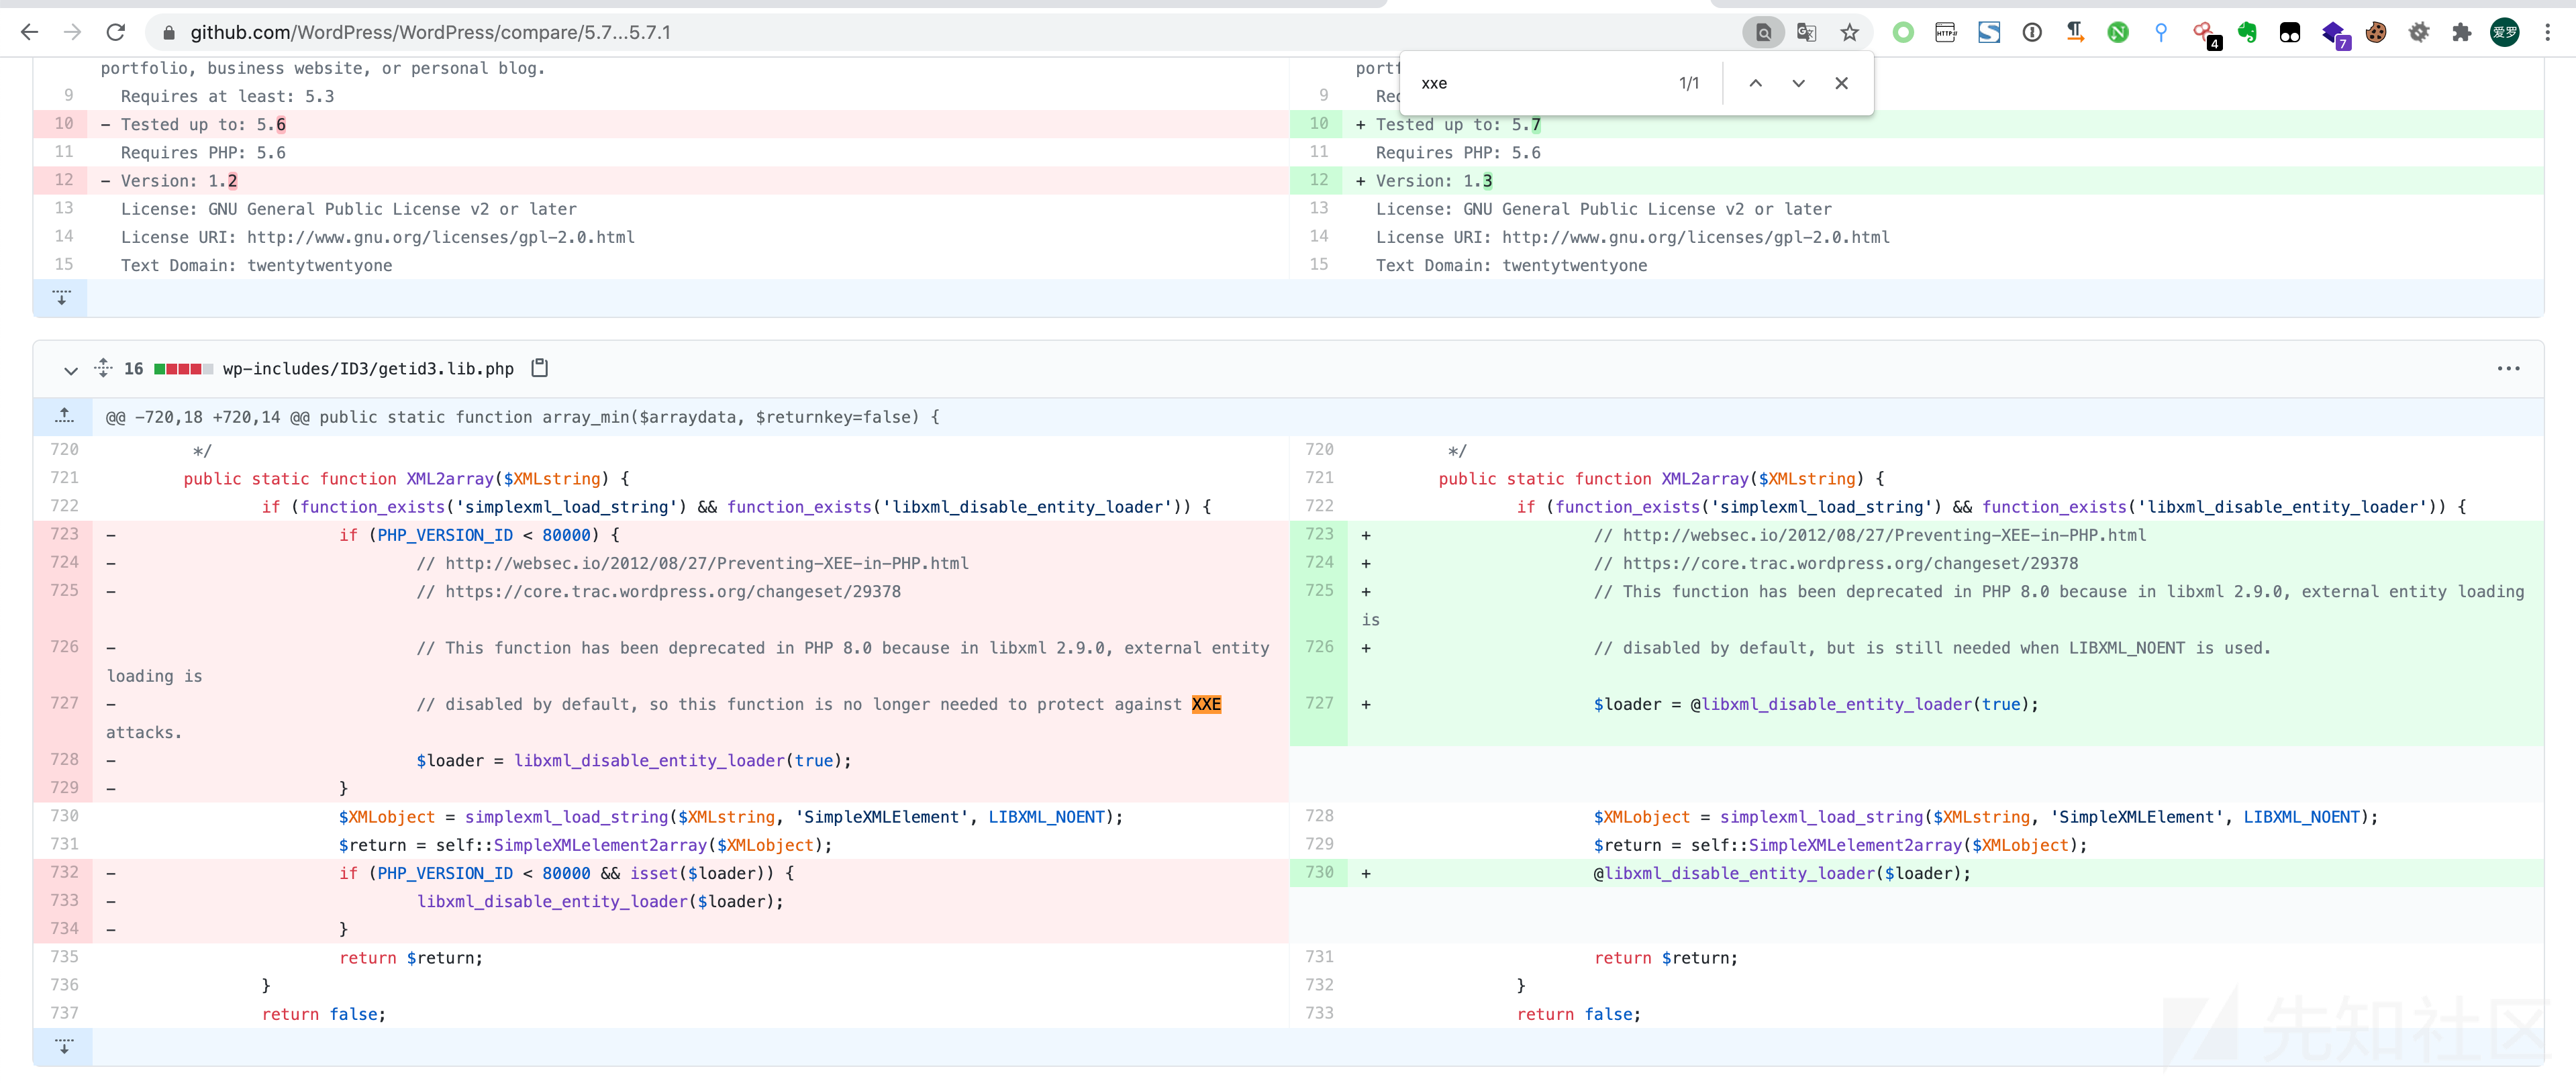 github.com/WordPress/WordPress/compare/5.7...5.7.1
4
7
爱罗
xxe
1/1
portfolio, business website, or personal blog.
9 Requires at least: 5.3
10 - Tested up to: 5.6
11 Requires PHP: 5.6
12 - Version: 1.2
13 License: GNU General Public License v2 or later
14 License URI: http://www.gnu.org/licenses/gpl-2.0.html
15 Text Domain: twentytwentyone
9
10 + Tested up to: 5.7
11 Requires PHP: 5.6
12 + Version: 1.3
13 License: GNU General Public License v2 or later
14 License URI: http://www.gnu.org/licenses/gpl-2.0.html
15 Text Domain: twentytwentyone
16 wp-includes/ID3/getid3.lib.php
@@ -720,18 +720,14 @@ public static function array_min($arraydata, $returnkey=false) {
720 */
721 public static function XML2array($XMLstring) {
722 if (function_exists('simplexml_load_string') && function_exists('libxml_disable_entity_loader')) {
723 - if (PHP_VERSION_ID < 80000) {
724 - // http://websec.io/2012/08/27/Preventing-XEE-in-PHP.html
725 - // https://core.trac.wordpress.org/changeset/29378
726 - // This function has been deprecated in PHP 8.0 because in libxml 2.9.0, external entity
loading is
727 - // disabled by default, so this function is no longer needed to protect against XXE
attacks.
728 - $loader = libxml_disable_entity_loader(true);
729 - }
730 $XMLobject = simplexml_load_string($XMLstring, 'SimpleXMLElement', LIBXML_NOENT);
731 $return = self::SimpleXMLelement2array($XMLobject);
732 - if (PHP_VERSION_ID < 80000 && isset($loader)) {
733 - libxml_disable_entity_loader($loader);
734 - }
735 return $return;
736 }
737 return false;
720 */
721 public static function XML2array($XMLstring) {
722 if (function_exists('simplexml_load_string') && function_exists('libxml_disable_entity_loader')) {
723 + // http://websec.io/2012/08/27/Preventing-XEE-in-PHP.html
724 + // https://core.trac.wordpress.org/changeset/29378
725 + // This function has been deprecated in PHP 8.0 because in libxml 2.9.0, external entity loading
is
726 + // disabled by default, but is still needed when LIBXML_NOENT is used.
727 + $loader = @libxml_disable_entity_loader(true);
728 $XMLobject = simplexml_load_string($XMLstring, 'SimpleXMLElement', LIBXML_NOENT);
729 $return = self::SimpleXMLelement2array($XMLobject);
730 + @libxml_disable_entity_loader($loader);
731 return $return;
732 }
733 return false;
先知社区